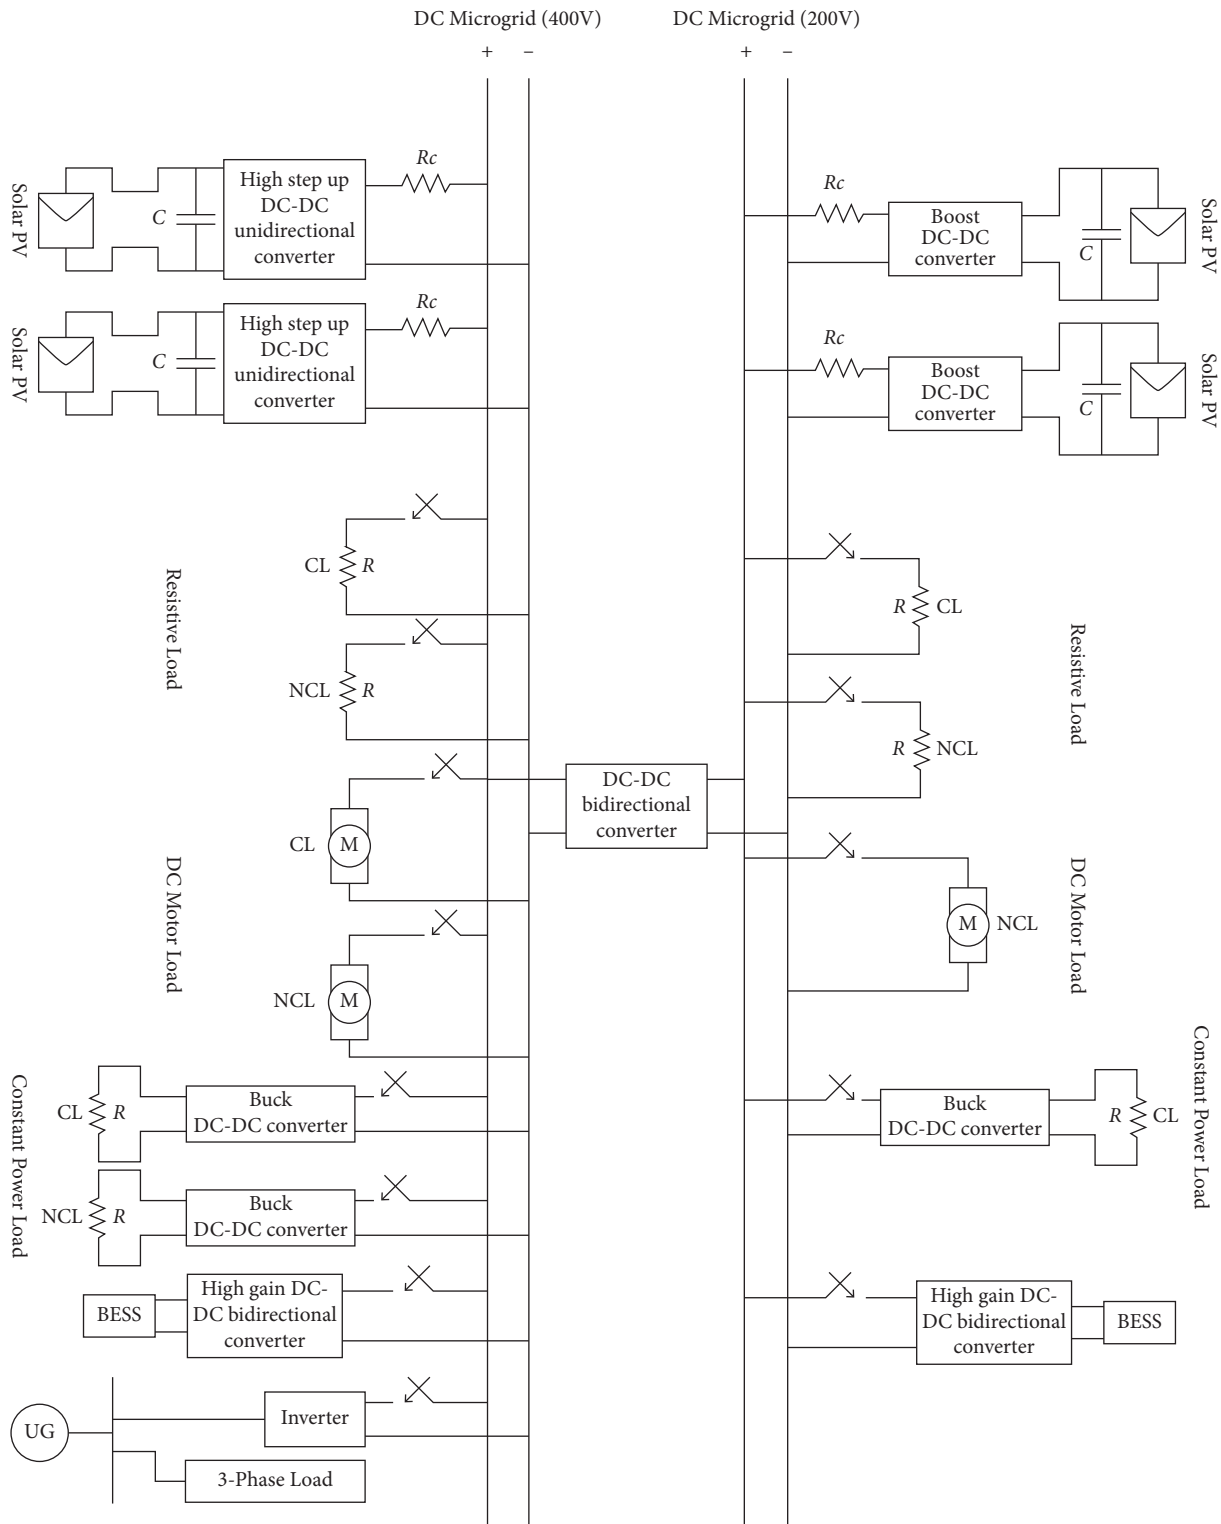 DC Microgrid (400V)
DC Microgrid (200V)
+
−
+
−
Solar PV
C
High step up
DC-DC
unidirectional
converter
Rc
Solar PV
C
High step up
DC-DC
unidirectional
converter
Rc
Rc
Boost
DC-DC
converter
C
Solar PV
Rc
Boost
DC-DC
converter
C
Solar PV
Resistive Load
CL
R
NCL
R
R
CL
R
NCL
Resistive Load
DC Motor Load
CL
M
NCL
M
DC-DC
bidirectional
converter
M
NCL
DC Motor Load
Constant Power Load
CL
R
Buck
DC-DC converter
NCL
R
Buck
DC-DC converter
Buck
DC-DC converter
R
CL
Constant Power Load
BESS
High gain DC-
DC bidirectional
converter
High gain DC-
DC bidirectional
converter
BESS
UG
Inverter
3-Phase Load